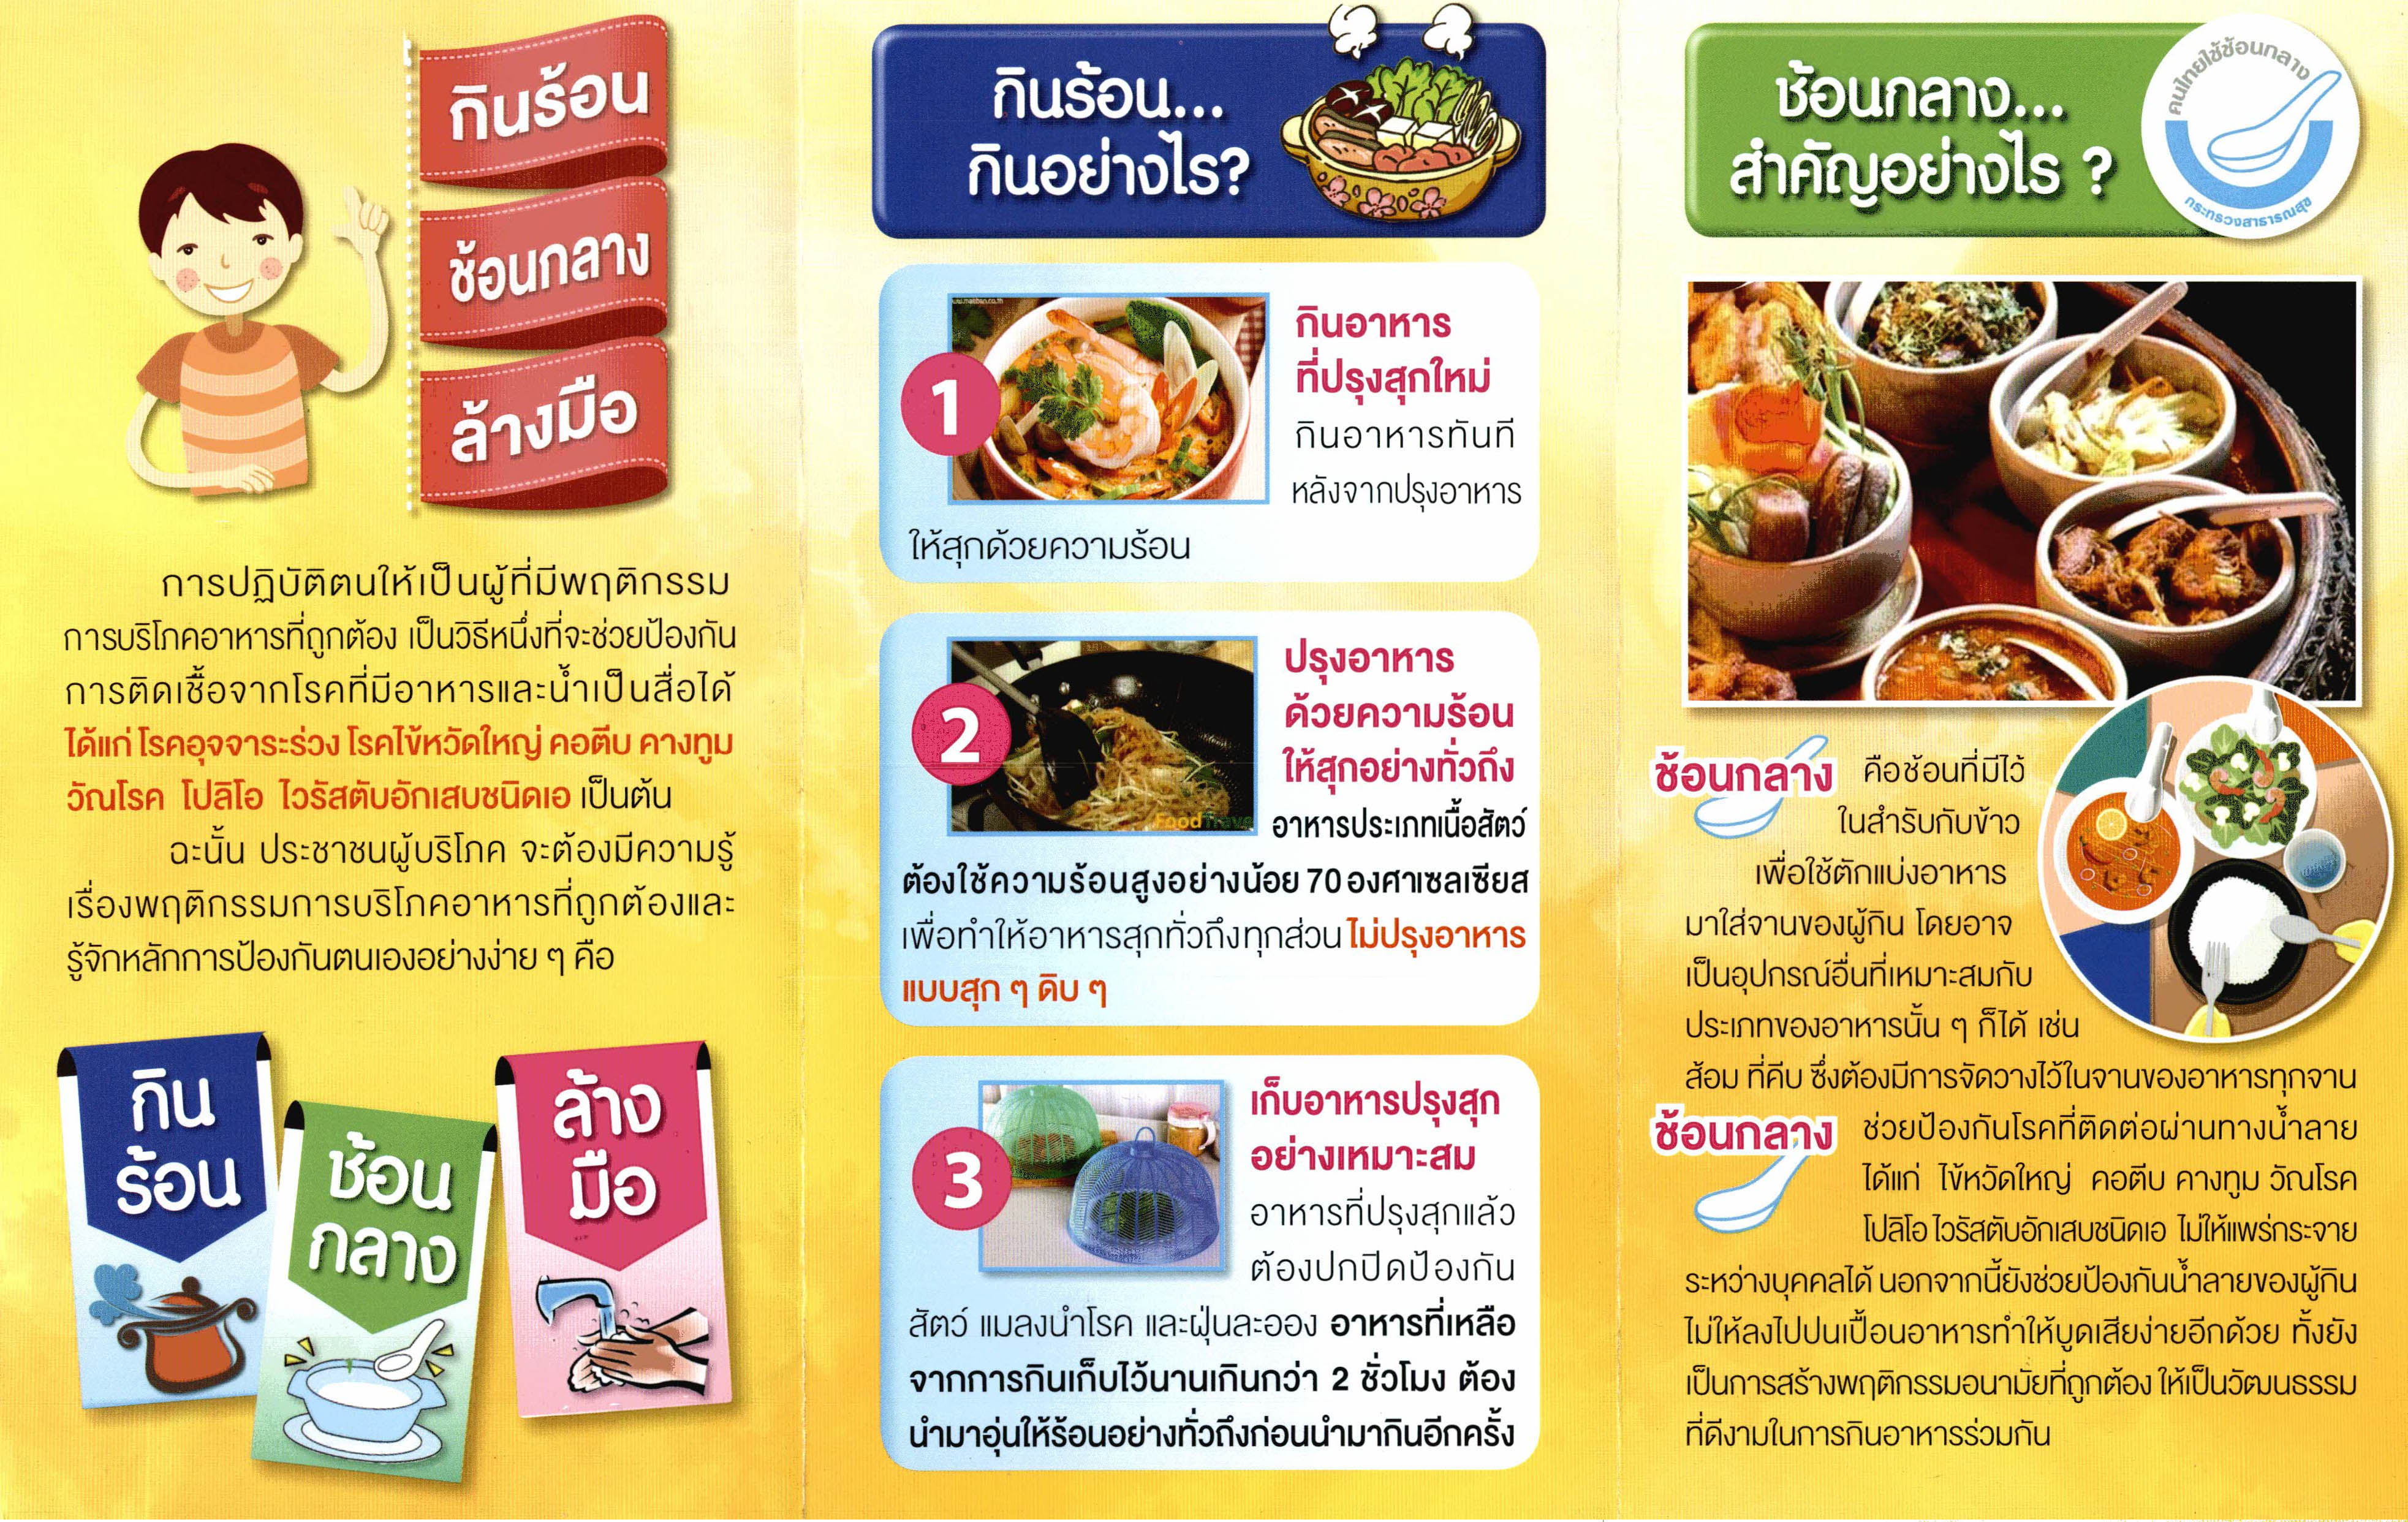 กินร้อน
ช้อนกลาง
ล้างมือ
การปฏิบัติตนให้เป็นผู้ที่มีพฤติกรรม
การบริโภคอาหารที่ถูกต้อง เป็นวิธีหนึ่งที่จะช่วยป้องกัน
การติดเชื้อจากโรคที่มีอาหารและน้ำเป็นสื่อได้
ได้แก่ โรคอุจจาระร่วง โรคไข้หวัดใหญ่ คอตีบ คางทูม
วัณโรค โปลิโอ ไวรัสตับอักเสบชนิดเอ เป็นต้น
ฉะนั้น ประชาชนผู้บริโภค จะต้องมีความรู้
เรื่องพฤติกรรมการบริโภคอาหารที่ถูกต้องและ
รู้จักหลักการป้องกันตนเองอย่างง่าย ๆ คือ
กิน
ร้อน
ช้อน
กลาง
ล้าง
มือ
กินร้อน...
กินอย่างไร?
1
กินอาหาร
ที่ปรุงสุกใหม่
กินอาหารทันที
หลังจากปรุงอาหาร
ให้สุกด้วยความร้อน
2
FoodTravel
ปรุงอาหาร
ด้วยความร้อน
ให้สุกอย่างทั่วถึง
อาหารประเภทเนื้อสัตว์
ต้องใช้ความร้อนสูงอย่างน้อย 70 องศาเซลเซียส
เพื่อทำให้อาหารสุกทั่วถึงทุกส่วน ไม่ปรุงอาหาร
แบบสุก ๆ ดิบ ๆ
3
เก็บอาหารปรุงสุก
อย่างเหมาะสม
อาหารที่ปรุงสุกแล้ว
ต้องปกปิดป้องกัน
สัตว์ แมลงนำโรค และฝุ่นละออง อาหารที่เหลือ
จากการกินเก็บไว้นานเกินกว่า 2 ชั่วโมง ต้อง
นำมาอุ่นให้ร้อนอย่างทั่วถึงก่อนนำมากินอีกครั้ง
ช้อนกลาง...
สำคัญอย่างไร ?
คนไทยใช้ช้อนกลาง
กระทรวงสาธารณสุข
ช้อนกลาง คือช้อนที่มีไว้
ในสำรับกับข้าว
เพื่อใช้ตักแบ่งอาหาร
มาใส่จานของผู้กิน โดยอาจ
เป็นอุปกรณ์อื่นที่เหมาะสมกับ
ประเภทของอาหารนั้น ๆ ก็ได้ เช่น
ส้อม ที่คีบ ซึ่งต้องมีการจัดวางไว้ในจานของอาหารทุกจาน
ช้อนกลาง ช่วยป้องกันโรคที่ติดต่อผ่านทางน้ำลาย
ได้แก่ ไข้หวัดใหญ่ คอตีบ คางทูม วัณโรค
โปลิโอ ไวรัสตับอักเสบชนิดเอ ไม่ให้แพร่กระจาย
ระหว่างบุคคลได้ นอกจากนี้ยังช่วยป้องกันน้ำลายของผู้กิน
ไม่ให้ลงไปปนเปื้อนอาหารทำให้บูดเสียง่ายอีกด้วย ทั้งยัง
เป็นการสร้างพฤติกรรมอนามัยที่ถูกต้อง ให้เป็นวัฒนธรรม
ที่ดีงามในการกินอาหารร่วมกัน